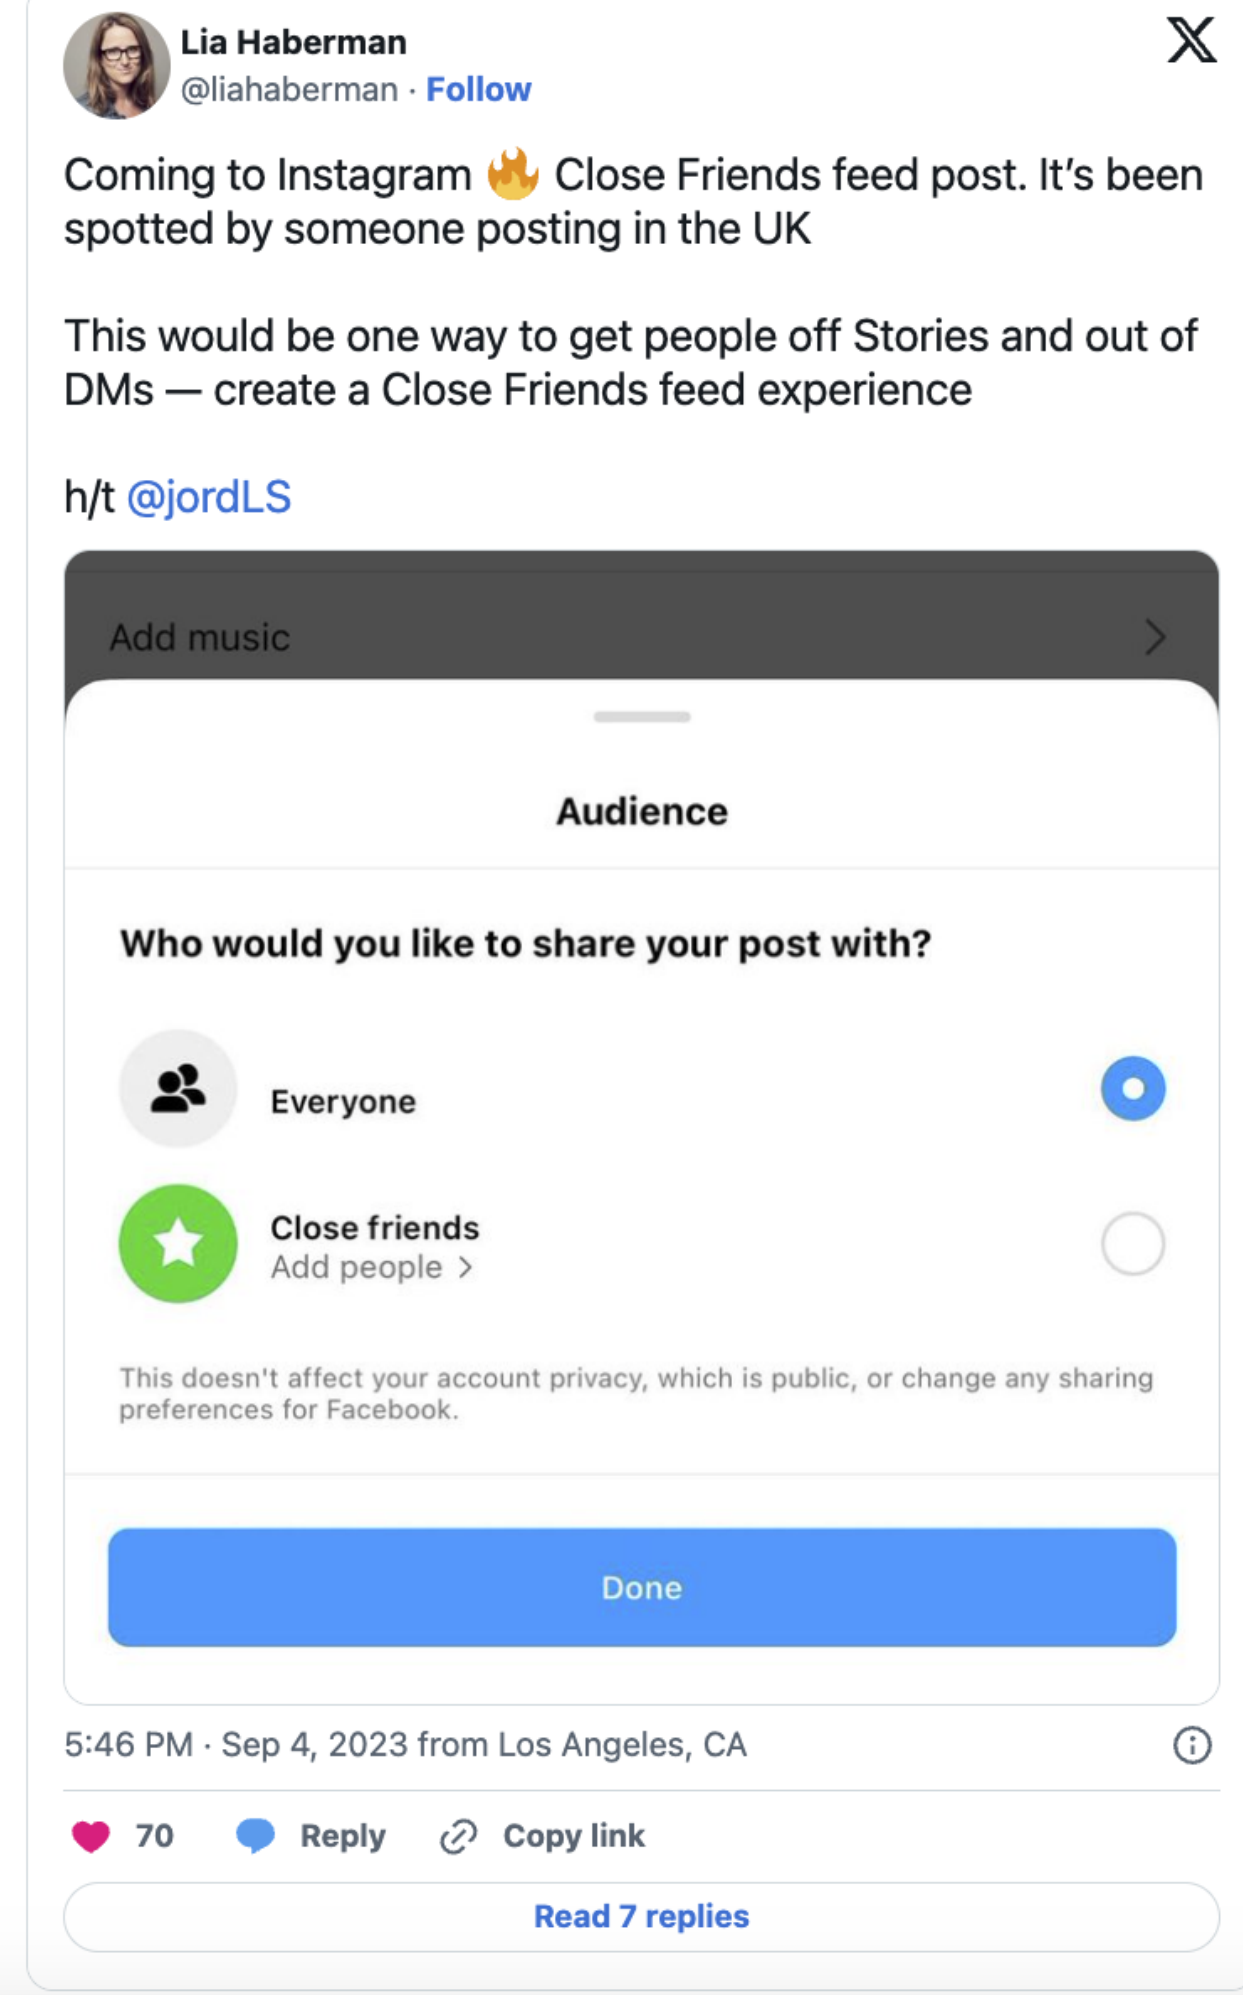 Lia Haberman
@liahaberman · Follow
Coming to Instagram 🔥 Close Friends feed post. It’s been
spotted by someone posting in the UK
This would be one way to get people off Stories and out of
DMs — create a Close Friends feed experience
h/t @jordLS
Add music
Audience
Who would you like to share your post with?
Everyone
Close friends
Add people >
This doesn't affect your account privacy, which is public, or change any sharing
preferences for Facebook.
Done
5:46 PM · Sep 4, 2023 from Los Angeles, CA
70 Reply Copy link
Read 7 replies